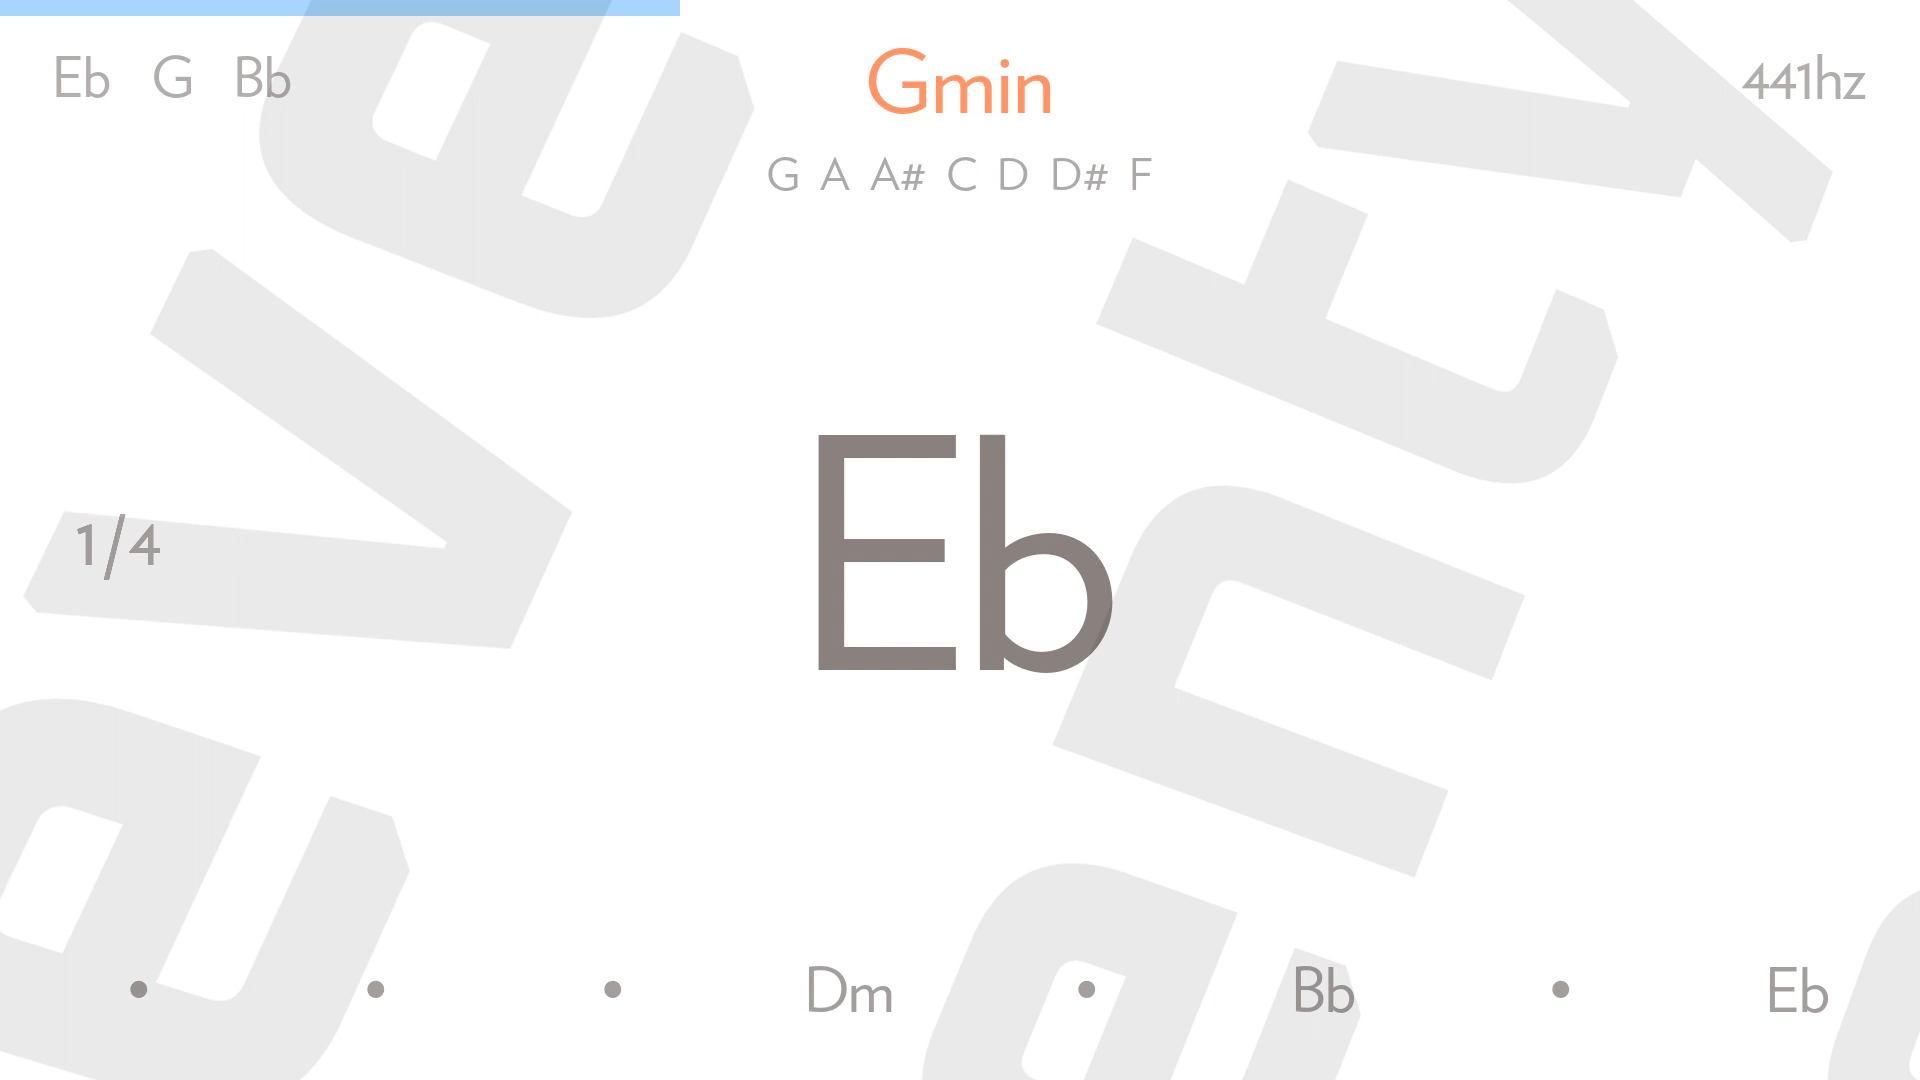 Eb G Bb
Gmin
441hz
G A A# C D D# F
Eb
1/4
• • • Dm • Bb • Eb